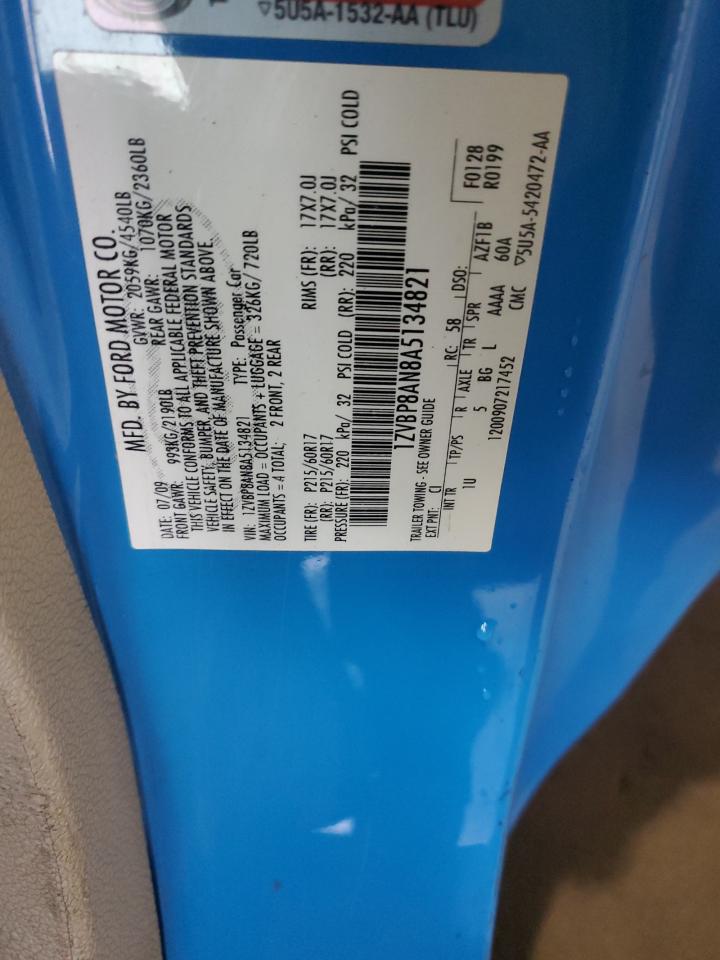 ▽5U5A-1532-AA (TLU)
MFD. BY FORD MOTOR CO.
DATE: 07/09 GVWR: 2059KG/4540LB
FRONT GAWR: 993KG/2190LB REAR GAWR: 1070KG/2360LB
THIS VEHICLE CONFORMS TO ALL APPLICABLE FEDERAL MOTOR
VEHICLE SAFETY, BUMPER, AND THEFT PREVENTION STANDARDS
IN EFFECT ON THE DATE OF MANUFACTURE SHOWN ABOVE.
VIN: 1ZVBP8AN8A5134821 TYPE: Passenger Car
MAXIMUM LOAD = OCCUPANTS + LUGGAGE = 326KG/ 720LB
OCCUPANTS = 4 TOTAL; 2 FRONT, 2 REAR
TIRE (FR): P215/60R17 RIMS (FR): 17X7.0J
(RR): P215/60R17 (RR): 17X7.0J
PRESSURE (FR): 220 kPa/ 32 PSI COLD (RR): 220 kPa/ 32 PSI COLD
1ZVBP8AN8A5134821
TRAILER TOWING - SEE OWNER GUIDE
EXT PNT: CI RC: 58 DSO: F0128
R0199
INT TR TP/PS R AXLE TR SPR AZF1B
1U 5 BG L AAAA 60A
1200907217452 CMC ▽5U5A-5420472-AA